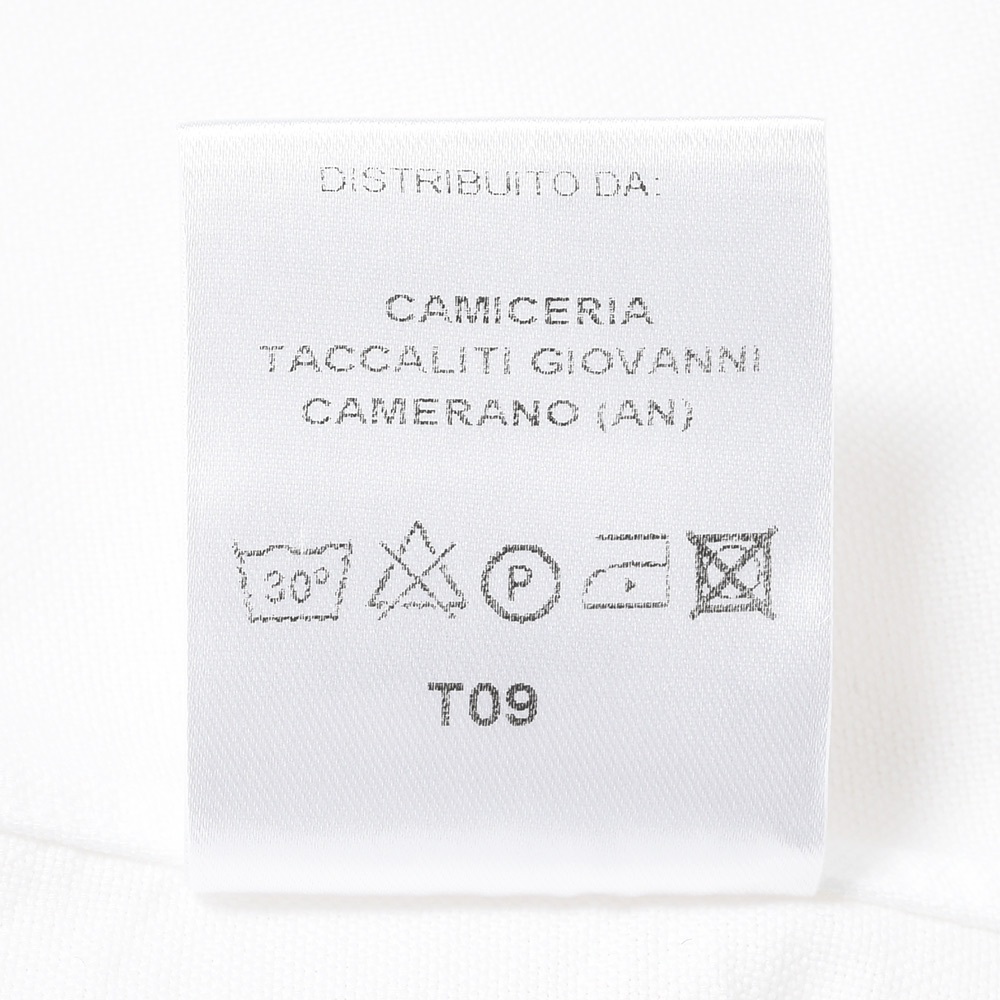 DISTRIBUITO DA:
CAMICERIA
TACCALITI GIOVANNI
CAMERANO (AN)
30° P
T09